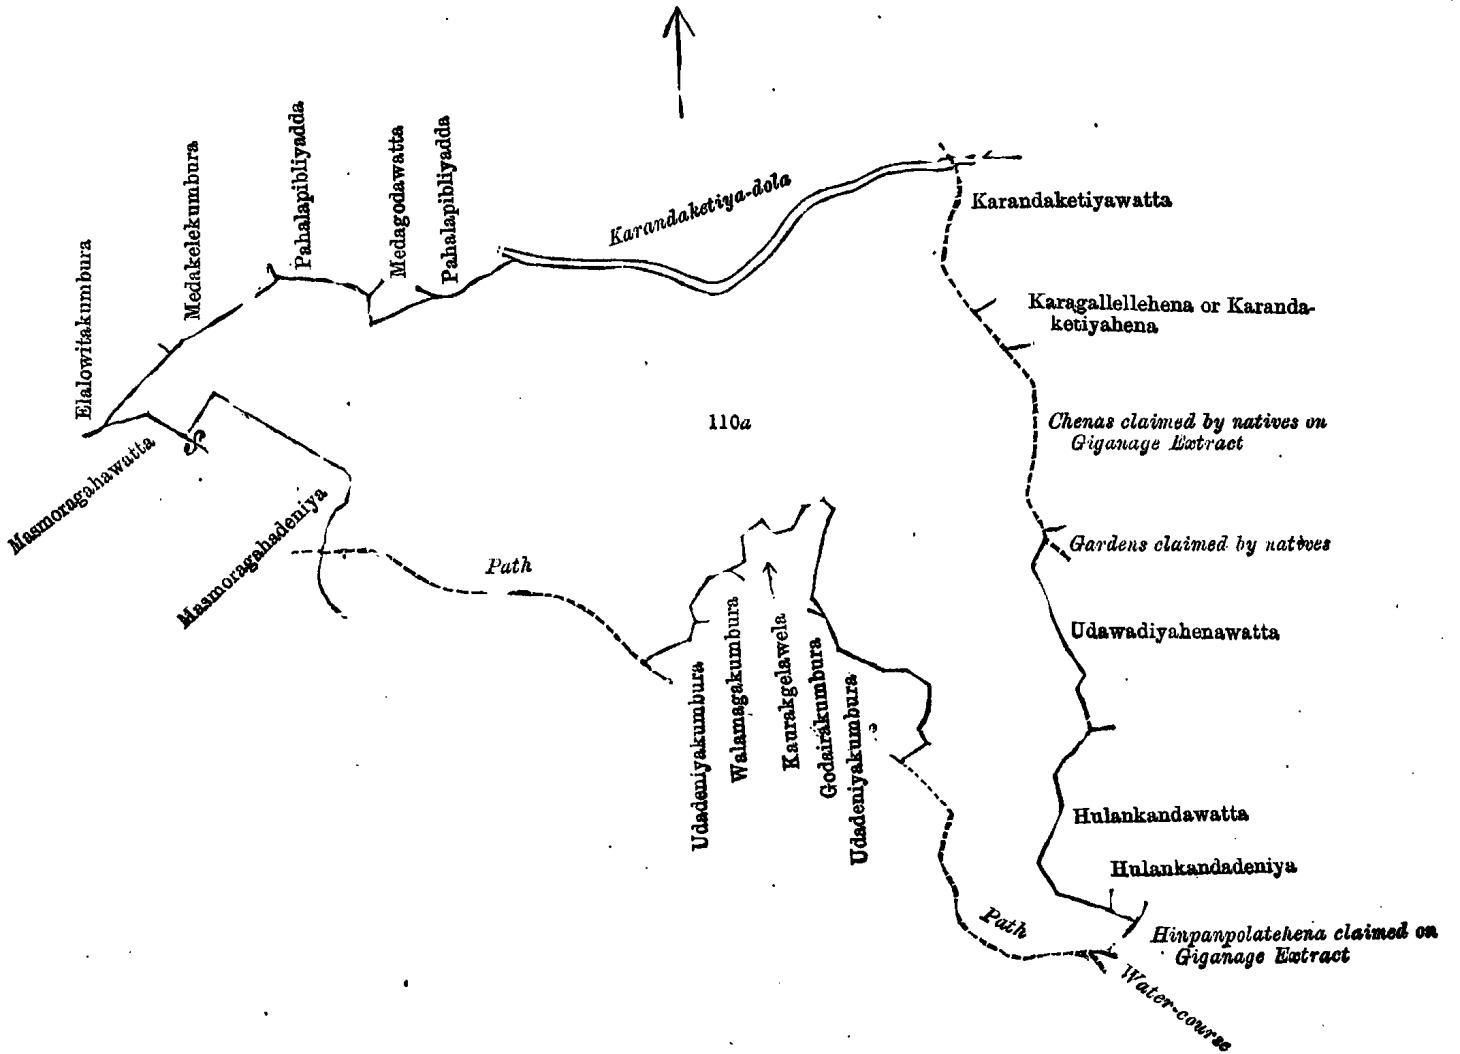 Elalowitakumbura
Medakelekumbura
Pahalapibliyadda
Medagodawatta
Pahalapibliyadda
Karandaketiya-dola
Karandaketiyawatta
Karagallellehena or Karanda-
ketiyahena
Chenas claimed by natives on
Giganage Extract
110a
Masmoragahawatta
Masmoragahadeniya
Path
Gardens claimed by natives
Udawadiyahenawatta
Udadeniyakumbura
Walamagakumbura
Kaurakgelawela
Godairakumbura
Udadeniyakumbura
Hulankandawatta
Hulankandadeniya
Path
Hinpanpolatehena claimed on
Giganage Extract
Water-course